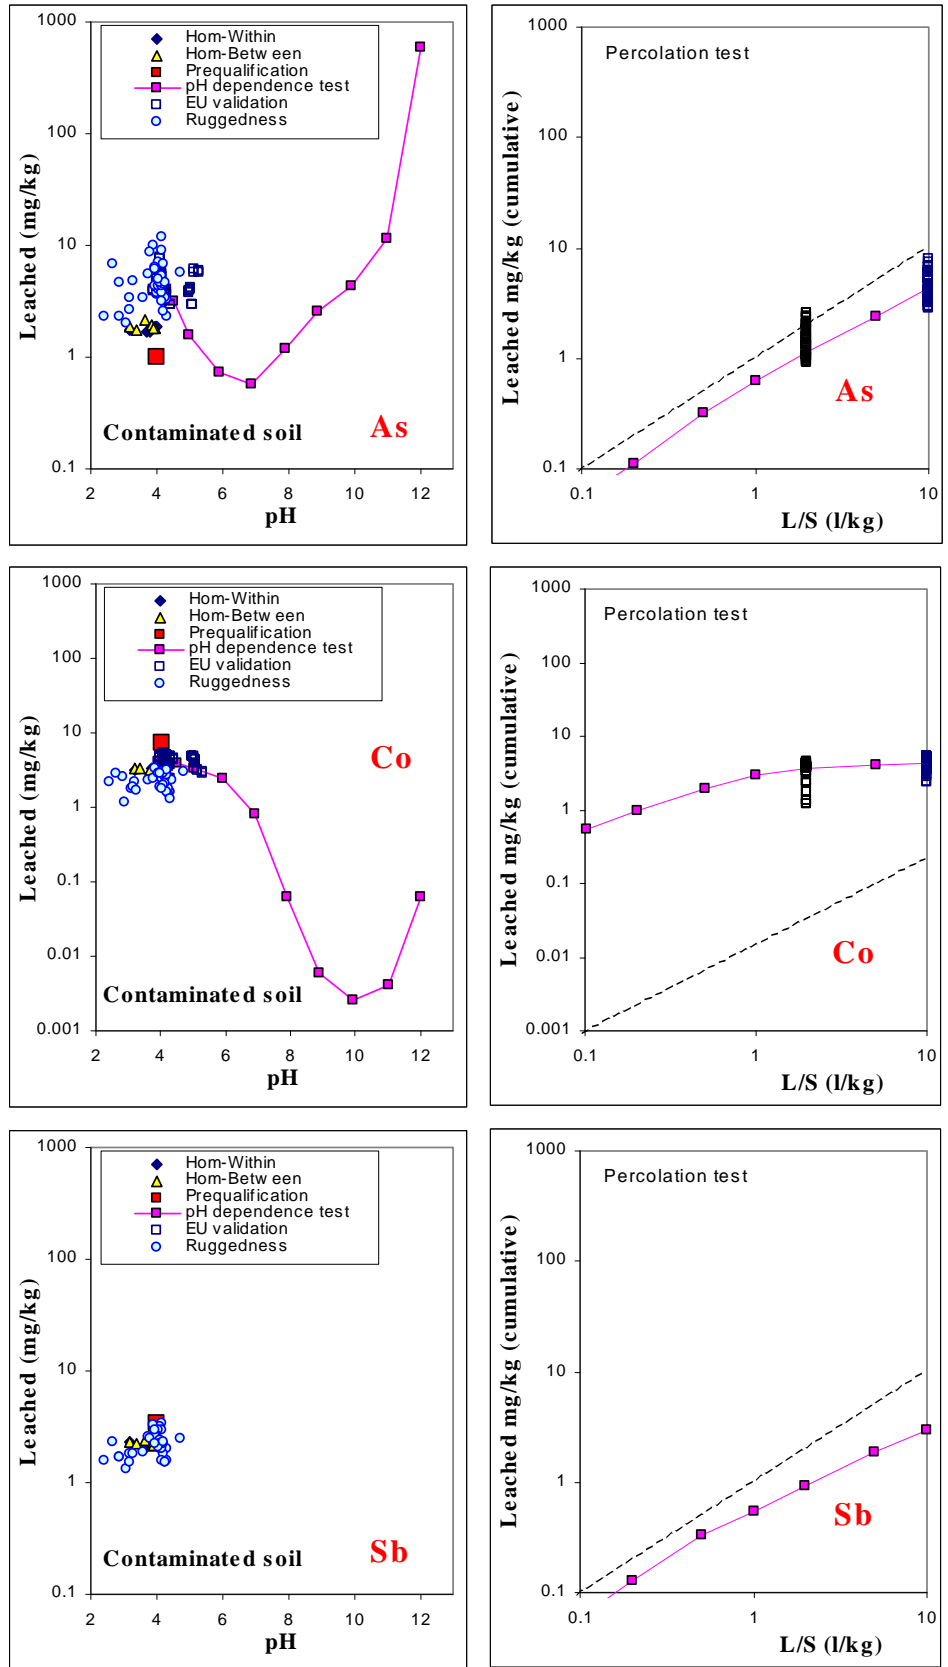 1000
100
10
1
0.1
Leached (mg/kg)
Hom-Within
Hom-Betw een
Prequalification
pH dependence test
EU validation
Ruggedness
Contaminated soil
As
2 4 6 8 10 12
pH
1000
100
10
1
0.1
Leached mg/kg (cumulative)
Percolation test
As
0.1 1 10
L/S (l/kg)
1000
100
10
1
0.1
0.01
0.001
Leached (mg/kg)
Hom-Within
Hom-Betw een
Prequalification
pH dependence test
EU validation
Ruggedness
Co
Contaminated soil
2 4 6 8 10 12
pH
1000
100
10
1
0.1
0.01
0.001
Leached mg/kg (cumulative)
Percolation test
Co
0.1 1 10
L/S (l/kg)
1000
100
10
1
0.1
Leached (mg/kg)
Hom-Within
Hom-Betw een
Prequalification
pH dependence test
EU validation
Ruggedness
Contaminated soil
Sb
2 4 6 8 10 12
pH
1000
100
10
1
0.1
Leached mg/kg (cumulative)
Percolation test
Sb
0.1 1 10
L/S (l/kg)